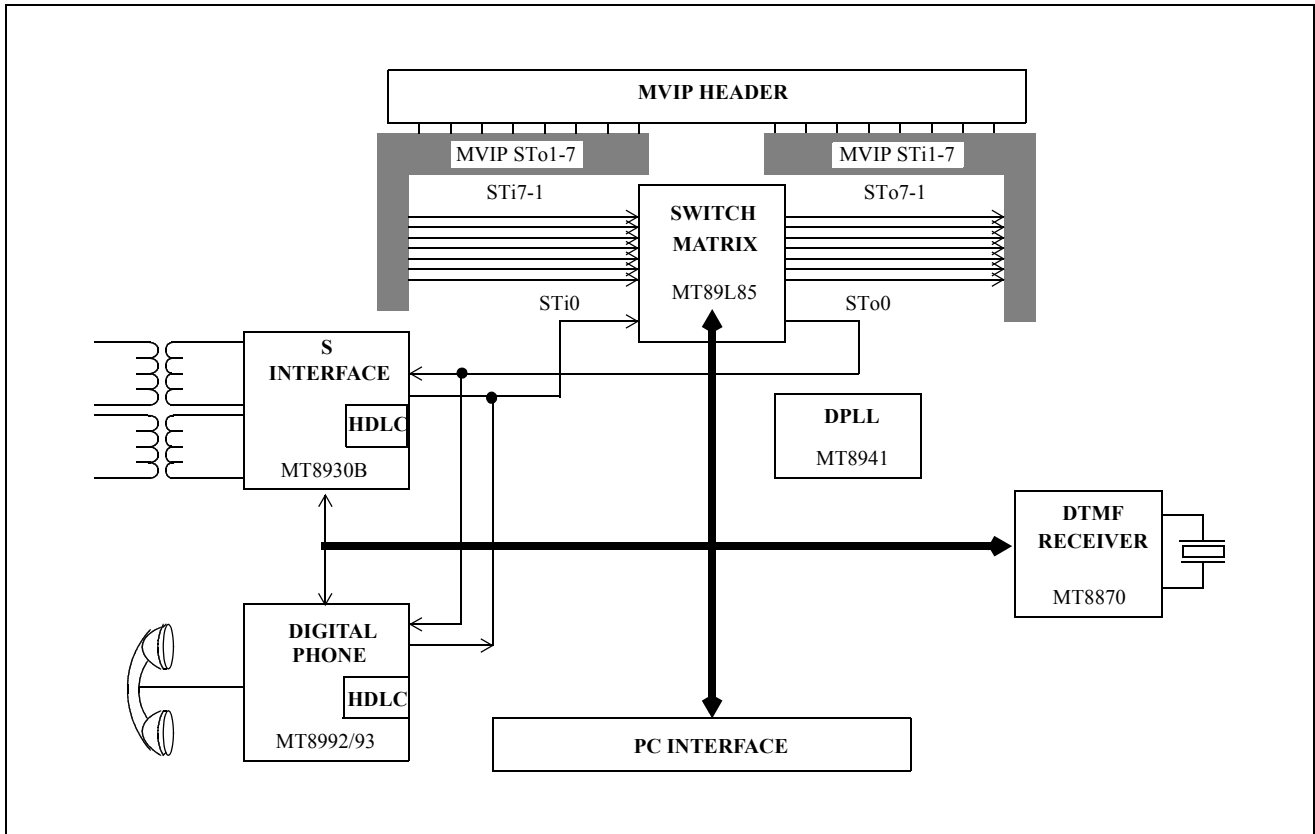 MVIP HEADER
MVIP STo1-7
MVIP STi1-7
STi7-1
STo7-1
SWITCH
MATRIX
MT89L85
STi0
STo0
S
INTERFACE
HDLC
MT8930B
DPLL
MT8941
DTMF
RECEIVER
MT8870
DIGITAL
PHONE
HDLC
MT8992/93
PC INTERFACE